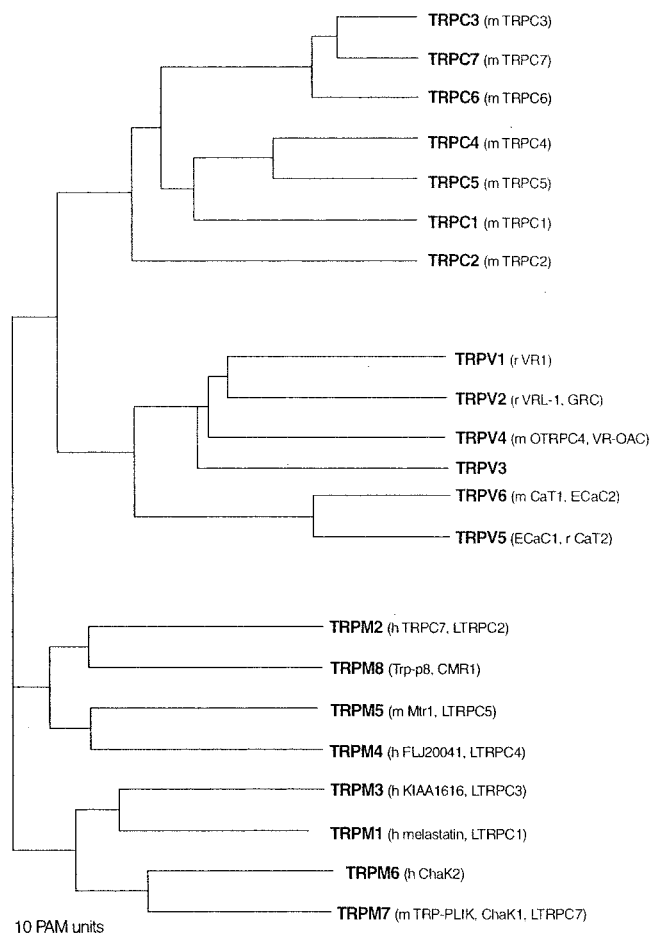 TRPC3 (m TRPC3)
TRPC7 (m TRPC7)
TRPC6 (m TRPC6)
TRPC4 (m TRPC4)
TRPC5 (m TRPC5)
TRPC1 (m TRPC1)
TRPC2 (m TRPC2)
TRPV1 (r VR1)
TRPV2 (r VRL-1, GRC)
TRPV4 (m OTRPC4, VR-OAC)
TRPV3
TRPV6 (m CaT1, ECaC2)
TRPV5 (ECaC1, r CaT2)
TRPM2 (h TRPC7, LTRPC2)
TRPM8 (Trp-p8, CMR1)
TRPM5 (m Mtr1, LTRPC5)
TRPM4 (h FLJ20041, LTRPC4)
TRPM3 (h KIAA1616, LTRPC3)
TRPM1 (h melastatin, LTRPC1)
TRPM6 (h ChaK2)
TRPM7 (m TRP-PLIK, ChaK1, LTRPC7)
10 PAM units